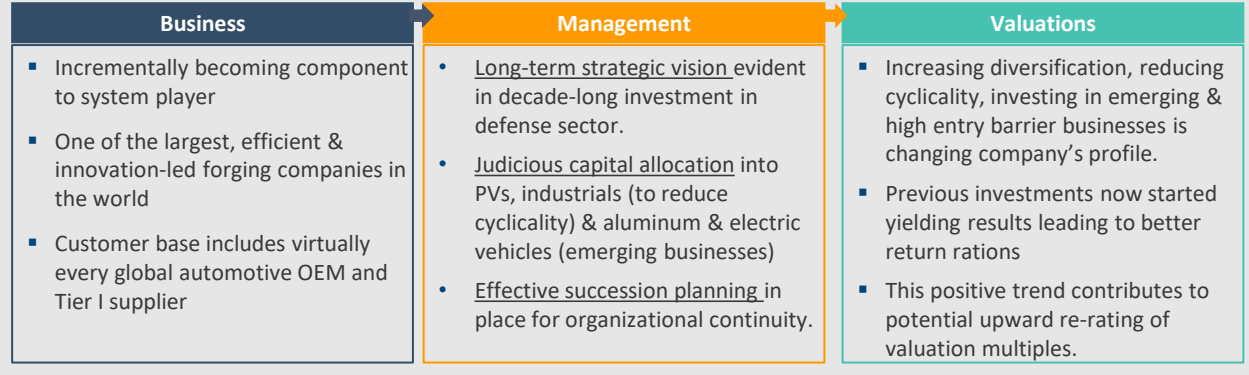 Business
▪ Incrementally becoming component
to system player
▪ One of the largest, efficient &
innovation-led forging companies in
the world
▪ Customer base includes virtually
every global automotive OEM and
Tier I supplier
Management
• Long-term strategic vision evident
in decade-long investment in
defense sector.
• Judicious capital allocation into
PVs, industrials (to reduce
cyclicality) & aluminum & electric
vehicles (emerging businesses)
• Effective succession planning in
place for organizational continuity.
Valuations
▪ Increasing diversification, reducing
cyclicality, investing in emerging &
high entry barrier businesses is
changing company’s profile.
▪ Previous investments now started
yielding results leading to better
return rations
▪ This positive trend contributes to
potential upward re-rating of
valuation multiples.